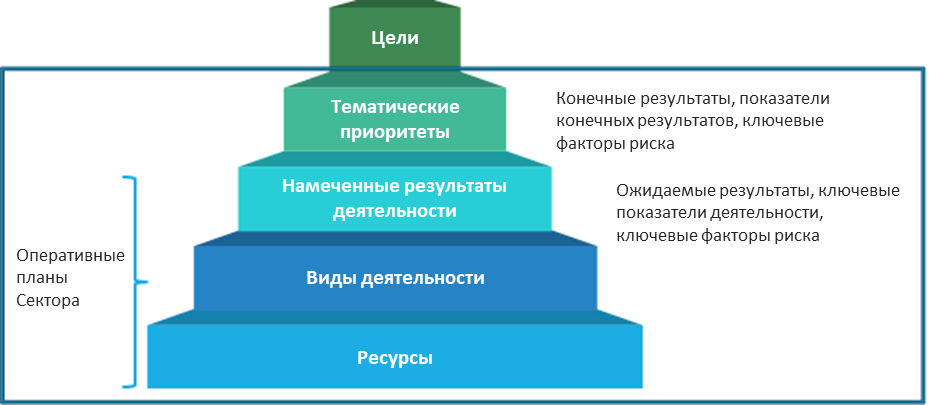 Цели
Тематические
приоритеты
Конечные результаты, показатели
конечных результатов, ключевые
факторы риска
Намеченные результаты
деятельности
Ожидаемые результаты, ключевые
показатели деятельности,
ключевые факторы риска
Оперативные
планы
Сектора
Виды деятельности
Ресурсы